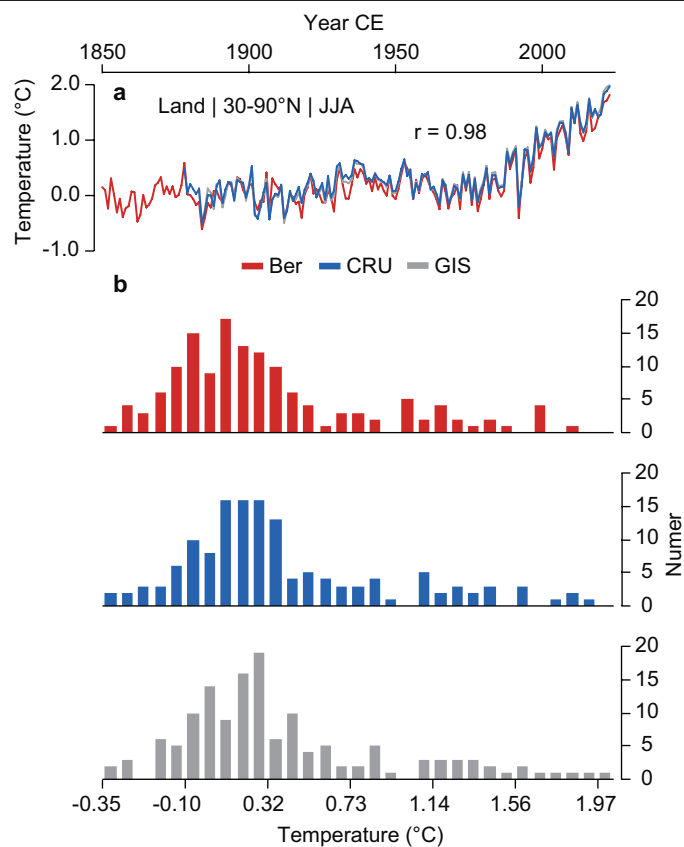 Year CE
1850 1900 1950 2000
2.0
1.0
0.0
-1.0
Temperature (°C)
a
Land | 30-90°N | JJA
r = 0.98
Ber CRU GIS
b
20
15
10
5
0
20
15
10
5
0
Numer
20
15
10
5
0
-0.35 -0.10 0.32 0.73 1.14 1.56 1.97
Temperature (°C)